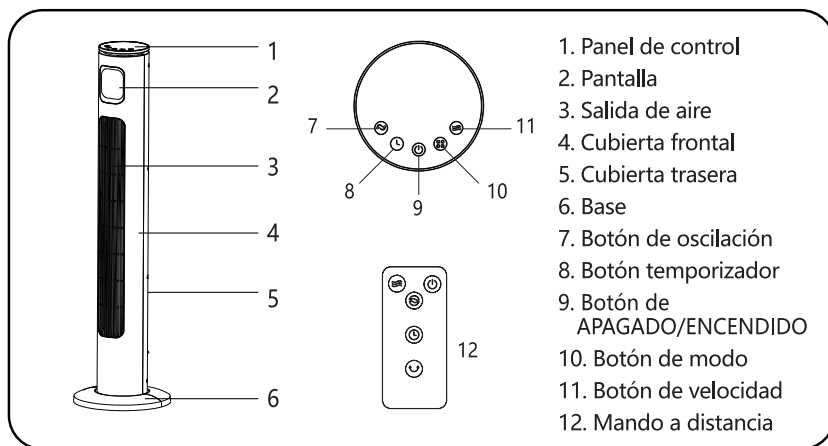 1
2
3
4
5
6
7
8
9
10
11
12
1. Panel de control
2. Pantalla
3. Salida de aire
4. Cubierta frontal
5. Cubierta trasera
6. Base
7. Botón de oscilación
8. Botón temporizador
9. Botón de
APAGADO/ENCENDIDO
10. Botón de modo
11. Botón de velocidad
12. Mando a distancia